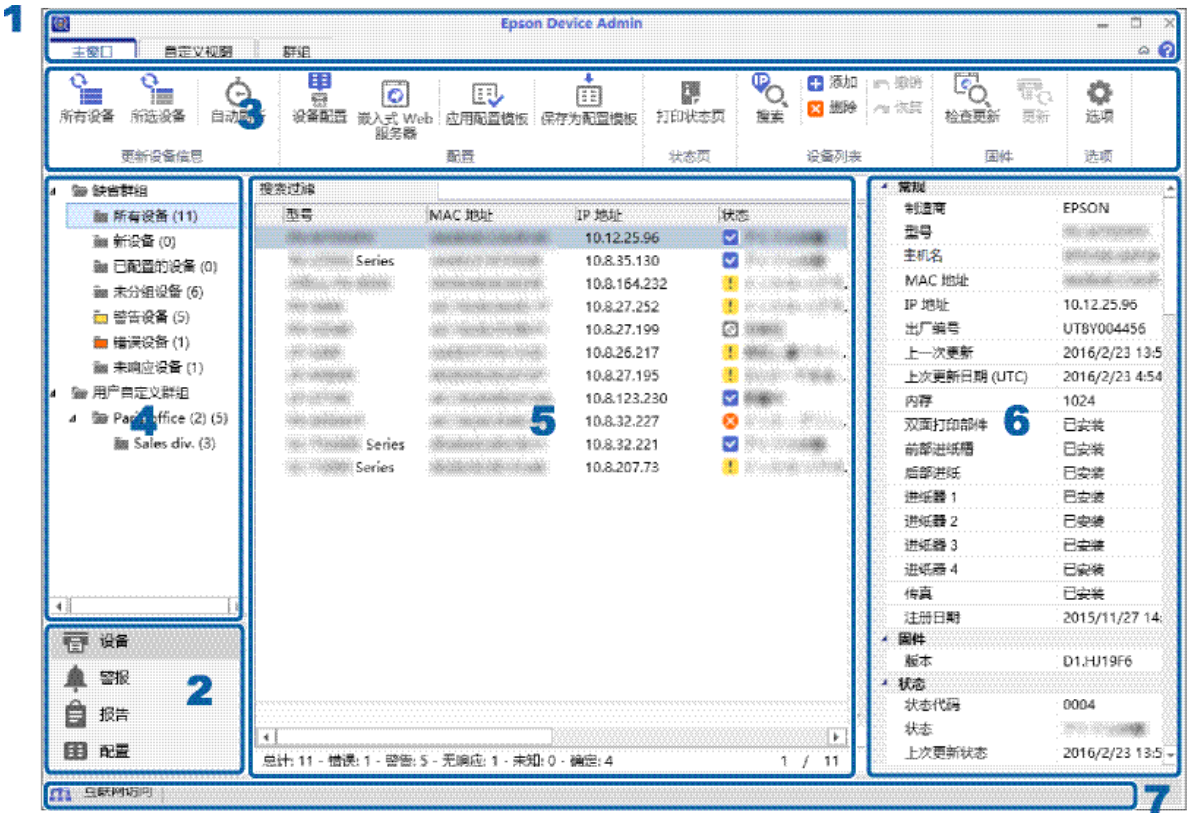 1
Epson Device Admin
主窗口 自定义视图 群组
所有设备 所选设备 自动 3 设备配置 嵌入式 Web 服务器 应用配置模板 保存为配置模板 打印状态页 搜索 添加 删除 撤销 恢复 检查更新 更新 选项
更新设备信息 配置 状态页 设备列表 固件 选项
缺省群组
所有设备 (11)
新设备 (0)
已配置的设备 (0)
未分组设备 (6)
警告设备 (5)
错误设备 (1)
未响应设备 (1)
用户自定义群组
office (2) (5)
Sales div. (3)
4
设备
警报
报告
配置
2
搜索过滤
型号 MAC 地址 IP 地址 状态
10.12.25.96
Series 10.8.35.130
10.8.164.232
10.8.27.252
10.8.27.199
10.8.26.217
10.8.27.195
10.8.123.230
10.8.32.227
Series 10.8.32.221
Series 10.8.207.73
5
总计: 11 - 错误: 1 - 警告: 5 - 无响应: 1 - 未知: 0 - 确定: 4 1 / 11
常规
制造商 EPSON
型号
主机名
MAC 地址
IP 地址 10.12.25.96
出厂编号 UT8Y004456
上一次更新 2016/2/23 13:5
上次更新日期 (UTC) 2016/2/23 4:54
内存 1024
双面打印部件 已安装
前部进纸槽 已安装
后部进纸 已安装
进纸器 1 已安装
进纸器 2 已安装
进纸器 3 已安装
进纸器 4 已安装
传真 已安装
注册日期 2015/11/27 14:
固件
版本 D1.HJ19F6
状态
状态代码 0004
状态
上次更新状态 2016/2/23 13:5
6
互联网访问
7